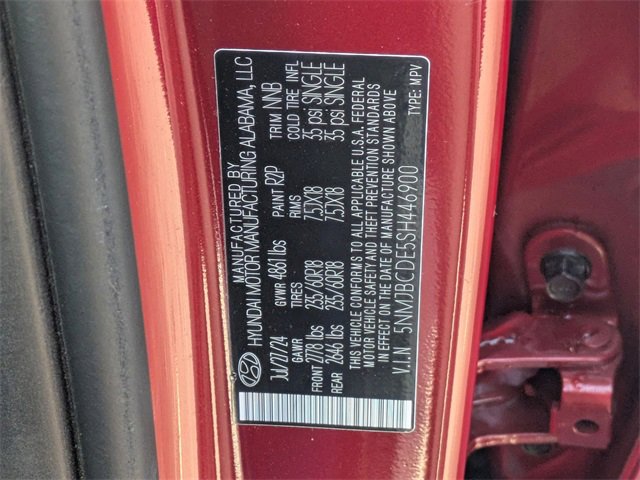 MANUFACTURED BY
HYUNDAI MOTOR MANUFACTURING ALABAMA, LLC
Jul/27/24 GVWR 4861 lbs PAINT R2P TRIM NNB
GAWR TIRES RIMS COLD TIRE INFL
FRONT 2778 lbs 235/60R18 7.5JX18 35 psi SINGLE
REAR 2646 lbs 235/60R18 7.5JX18 35 psi SINGLE
THIS VEHICLE CONFORMS TO ALL APPLICABLE U.S.A. FEDERAL
MOTOR VEHICLE SAFETY AND THEFT PREVENTION STANDARDS
IN EFFECT ON THE DATE OF MANUFACTURE SHOWN ABOVE
V.I.N. 5NMJBCDE5SH446900 TYPE: MPV